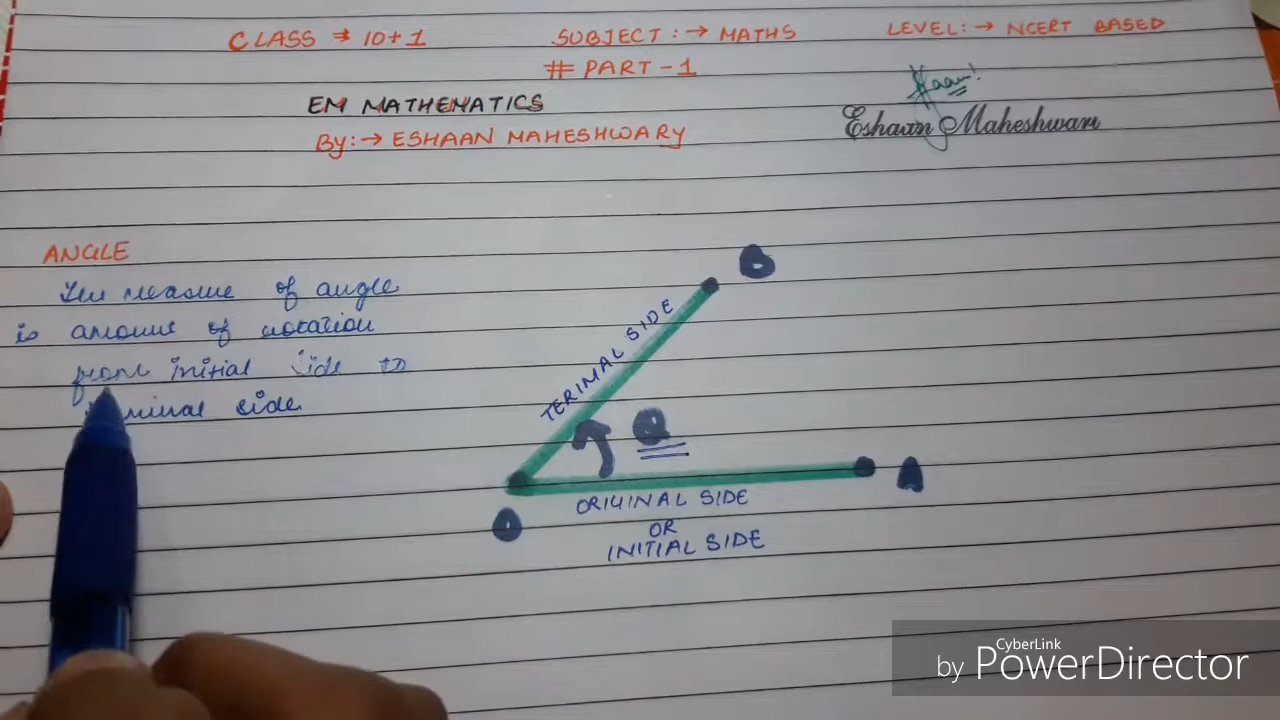 CLASS ⇒ 10+1 SUBJECT :→ MATHS LEVEL:→ NCERT BASED
# PART-1
EM MATHEMATICS
By:→ ESHAAN MAHESHWARY
Eshaan Maheshwari
ANGLE
The measure of angle
is amount of rotation
from initial side to
side
B
TERIMAL SIDE
A
O
ORIGINAL SIDE
OR
INITIAL SIDE
CyberLink
by PowerDirector